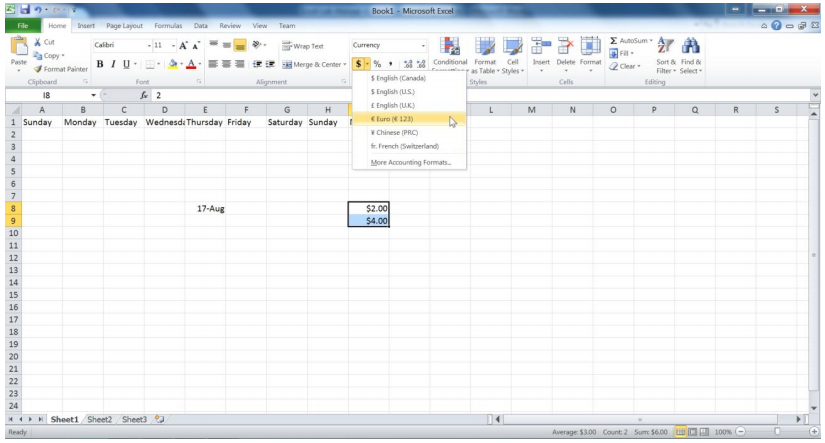 Book1 - Microsoft Excel
File Home Insert Page Layout Formulas Data Review View Team
Cut
Copy
Format Painter
Paste
Clipboard
Calibri 11
B I U
Font
Wrap Text
Merge & Center
Alignment
Currency
$ % ,
Conditional
Format as Table
Cell Styles
Styles
Insert Delete Format
Cells
Σ AutoSum
Fill
Clear
Sort & Filter
Find & Select
Editing
$ English (Canada)
$ English (U.S.)
£ English (U.K.)
€ Euro (€ 123)
¥ Chinese (PRC)
fr. French (Switzerland)
More Accounting Formats...
I8 fx 2
A B C D E F G H L M N O P Q R S
1 Sunday Monday Tuesday Wednesda Thursday Friday Saturday Sunday
2
3
4
5
6
7
8 17-Aug $2.00
9 $4.00
10
11
12
13
14
15
16
17
18
19
20
21
22
23
24
Sheet1 Sheet2 Sheet3
Ready Average: $3.00 Count: 2 Sum: $6.00 100%